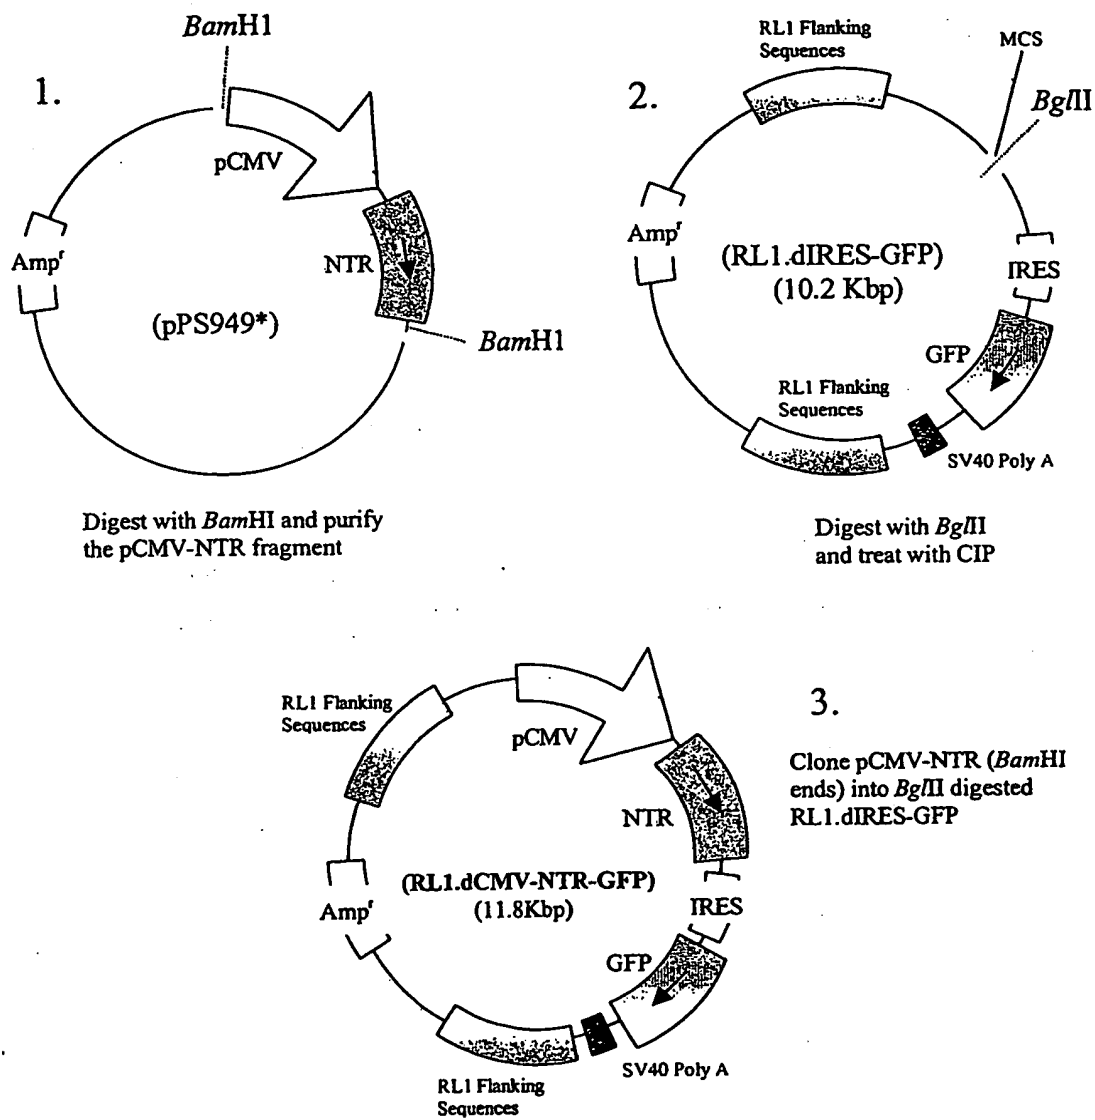 1.
BamH1
pCMV
Amp^r
NTR
(pPS949*)
BamH1
Digest with BamHI and purify
the pCMV-NTR fragment
2.
RL1 Flanking
Sequences
MCS
BglII
Amp^r
(RL1.dIRES-GFP)
(10.2 Kbp)
IRES
GFP
RL1 Flanking
Sequences
SV40 Poly A
Digest with BglII
and treat with CIP
3.
RL1 Flanking
Sequences
pCMV
NTR
Amp^r
(RL1.dCMV-NTR-GFP)
(11.8Kbp)
IRES
GFP
SV40 Poly A
RL1 Flanking
Sequences
Clone pCMV-NTR (BamHI
ends) into BglII digested
RL1.dIRES-GFP